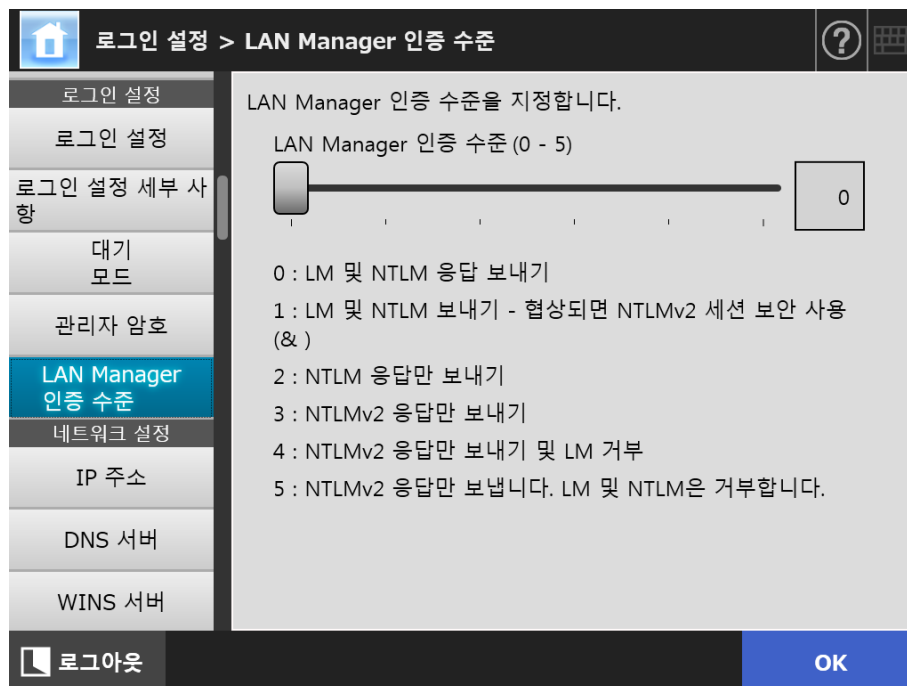 로그인 설정 > LAN Manager 인증 수준
?
로그인 설정
로그인 설정
로그인 설정 세부 사
항
대기
모드
관리자 암호
LAN Manager
인증 수준
네트워크 설정
IP 주소
DNS 서버
WINS 서버
LAN Manager 인증 수준을 지정합니다.
LAN Manager 인증 수준 (0 - 5)
0
0 : LM 및 NTLM 응답 보내기
1 : LM 및 NTLM 보내기 - 협상되면 NTLMv2 세션 보안 사용
(& )
2 : NTLM 응답만 보내기
3 : NTLMv2 응답만 보내기
4 : NTLMv2 응답만 보내기 및 LM 거부
5 : NTLMv2 응답만 보냅니다. LM 및 NTLM은 거부합니다.
로그아웃
OK